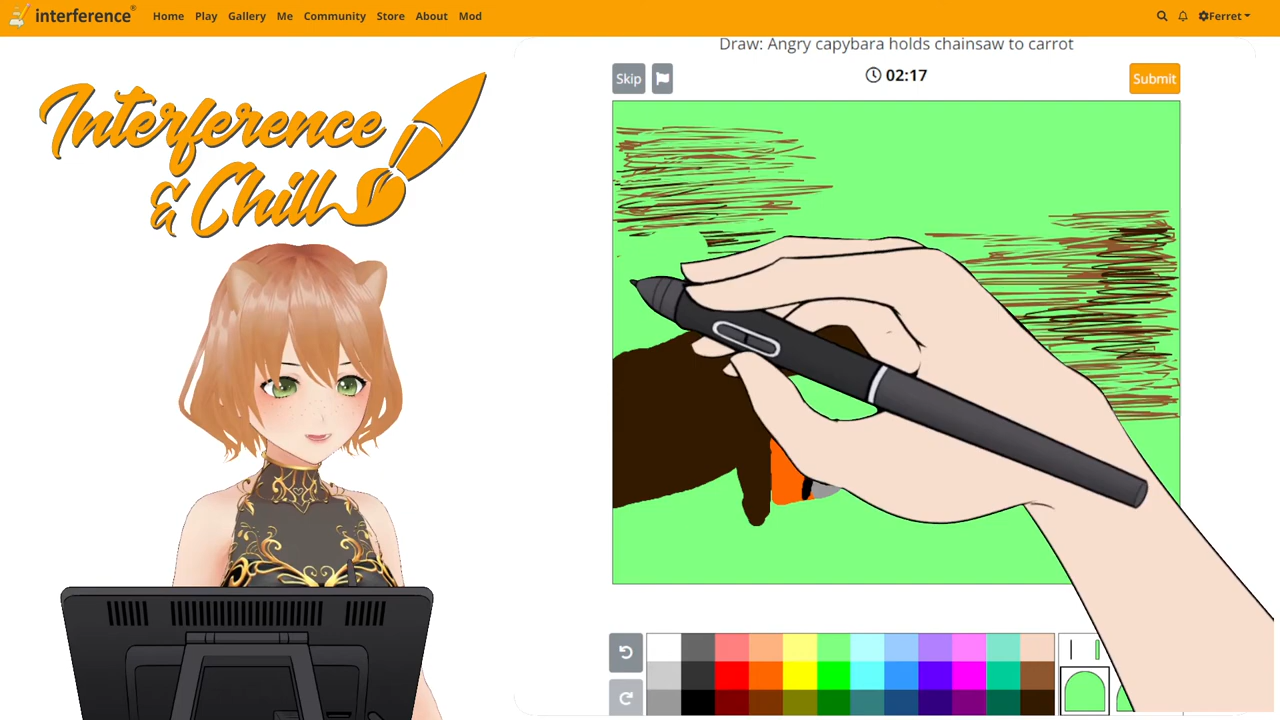 interference®
Home Play Gallery Me Community Store About Mod
Ferret
Interference
& Chill
Draw: Angry capybara holds chainsaw to carrot
Skip
02:17
Submit